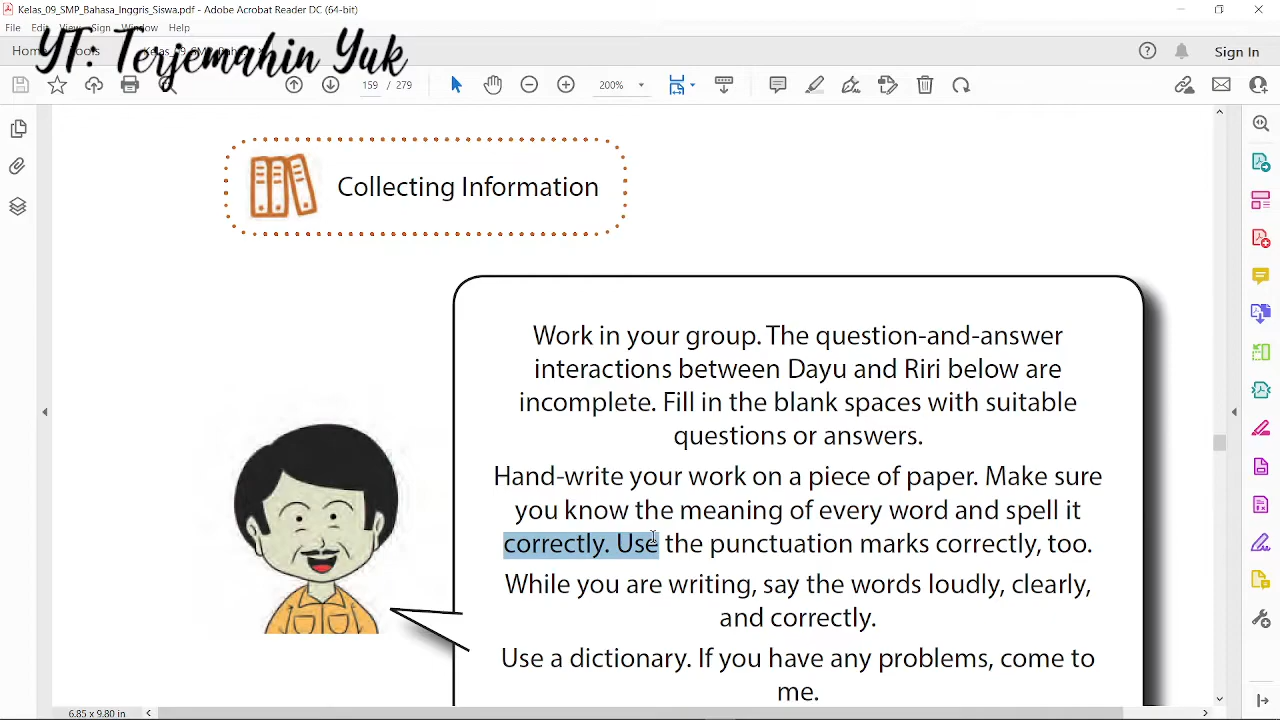 Kelas_09_SMP_Bahasa_Inggris_Siswa.pdf - Adobe Acrobat Reader DC (64-bit)
File Edit View Sign Window Help
YT: Terjemahin Yuk
Sign In
159 / 279
200%
Collecting Information
Work in your group. The question-and-answer
interactions between Dayu and Riri below are
incomplete. Fill in the blank spaces with suitable
questions or answers.
Hand-write your work on a piece of paper. Make sure
you know the meaning of every word and spell it
correctly. Use the punctuation marks correctly, too.
While you are writing, say the words loudly, clearly,
and correctly.
Use a dictionary. If you have any problems, come to
me.
6.85 x 9.80 in